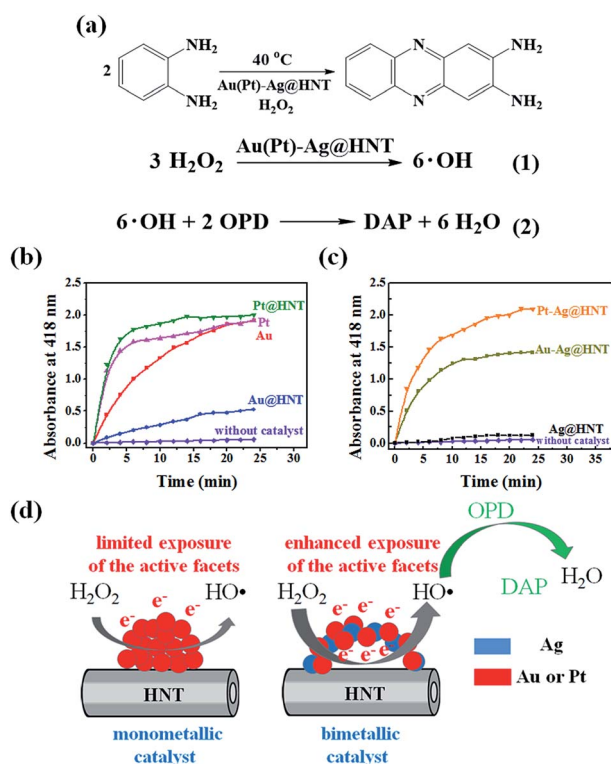 (a)
2
NH₂
NH₂
40 °C
Au(Pt)-Ag@HNT
H₂O₂
N
N
NH₂
NH₂
3 H₂O₂ Au(Pt)-Ag@HNT 6·OH (1)
6·OH + 2 OPD DAP + 6 H₂O (2)
(b)
Absorbance at 418 nm
2.5
2.0
1.5
1.0
0.5
0.0
0 5 10 15 20 25 30
Time (min)
Pt@HNT
Pt
Au
Au@HNT
without catalyst
(c)
Absorbance at 418 nm
2.5
2.0
1.5
1.0
0.5
0.0
0 5 10 15 20 25 30 35
Time (min)
Pt-Ag@HNT
Au-Ag@HNT
Ag@HNT
without catalyst
(d)
limited exposure
of the active facets
H₂O₂ e⁻ e⁻ e⁻ HO•
HNT
monometallic
catalyst
enhanced exposure
of the active facets
H₂O₂ e⁻ e⁻ e⁻ HO•
e⁻ e⁻ e⁻
HNT
bimetallic
catalyst
OPD
DAP
H₂O
Ag
Au or Pt